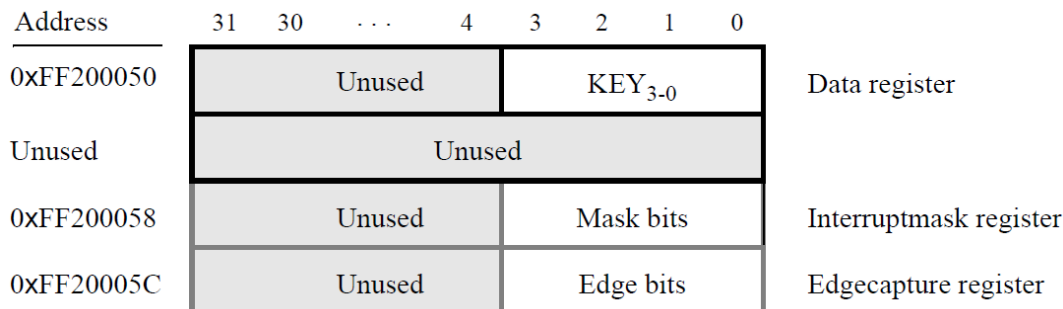 Address 31 30 · · · 4 3 2 1 0
0xFF200050 Unused KEY3-0 Data register
Unused Unused
0xFF200058 Unused Mask bits Interruptmask register
0xFF20005C Unused Edge bits Edgecapture register